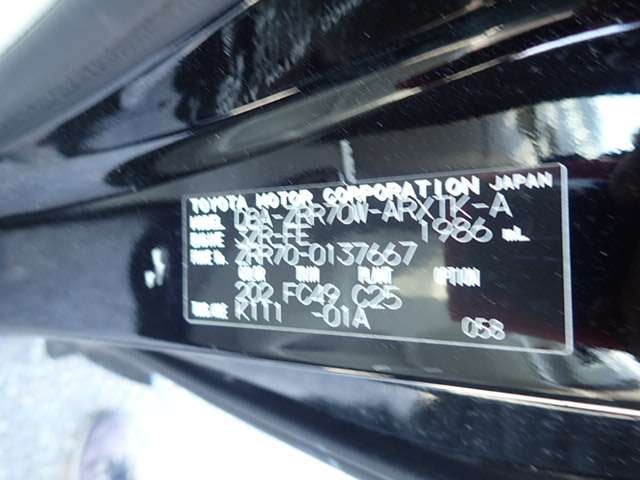 TOYOTA MOTOR CORPORATION JAPAN
MODEL DBA-ZRR70W-ARXTK-A
ENGINE 3ZR-FE 1986 mL
FRAME No. ZRR70-0137667
COLOR TRIM PLANT OPTION
202 FC49 C25
TRANS/AXLE K111 -01A
058